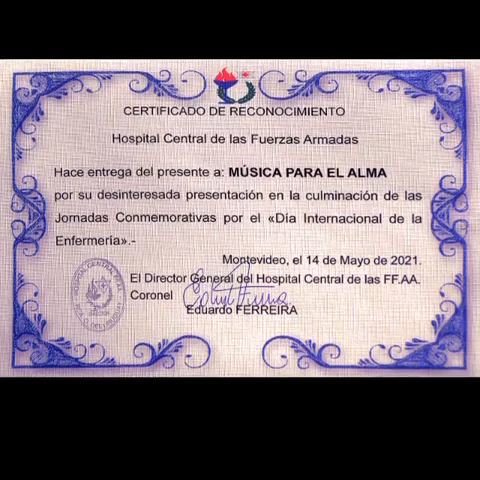 CERTIFICADO DE RECONOCIMIENTO
Hospital Central de las Fuerzas Armadas
Hace entrega del presente a: MÚSICA PARA EL ALMA
por su desinteresada presentación en la culminación de las
Jornadas Conmemorativas por el «Día Internacional de la
Enfermería».-
Montevideo, el 14 de Mayo de 2021.
El Director General del Hospital Central de las FF.AA.
Coronel
Eduardo FERREIRA